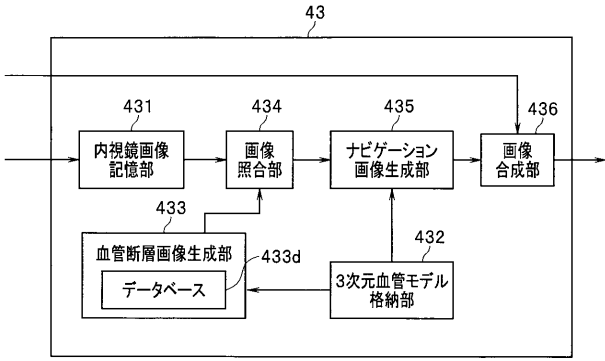 43
431
434
435
436
内視鏡画像
記憶部
画像
照合部
ナビゲーション
画像生成部
画像
合成部
433
血管断層画像生成部
433d
データベース
432
3次元血管モデル
格納部